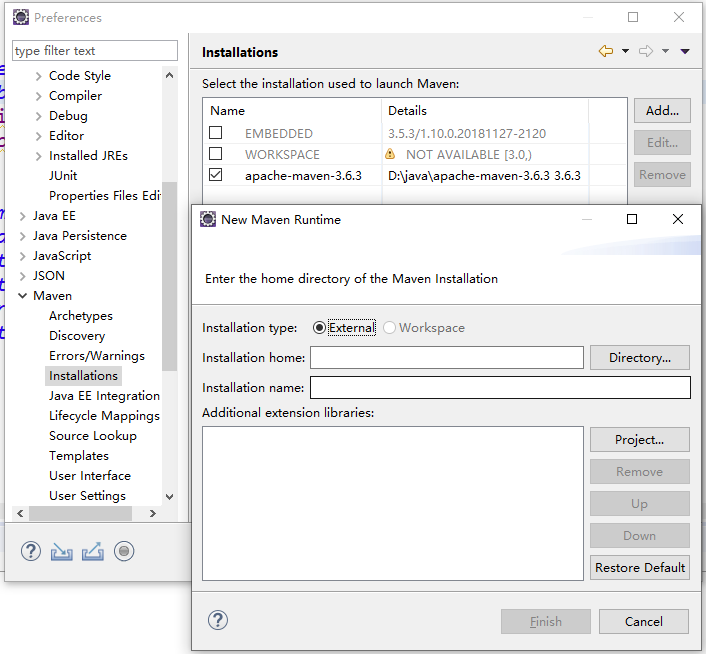 Preferences
type filter text
Code Style
Compiler
Debug
Editor
Installed JREs
JUnit
Properties Files Edi
Java EE
Java Persistence
JavaScript
JSON
Maven
Archetypes
Discovery
Errors/Warnings
Installations
Java EE Integration
Lifecycle Mappings
Source Lookup
Templates
User Interface
User Settings
Installations
Select the installation used to launch Maven:
Name Details
EMBEDDED 3.5.3/1.10.0.20181127-2120
WORKSPACE NOT AVAILABLE [3.0,)
apache-maven-3.6.3 D:\java\apache-maven-3.6.3 3.6.3
Add...
Edit...
Remove
New Maven Runtime
Enter the home directory of the Maven Installation
Installation type: External Workspace
Installation home: Directory...
Installation name:
Additional extension libraries:
Project...
Remove
Up
Down
Restore Default
Finish Cancel